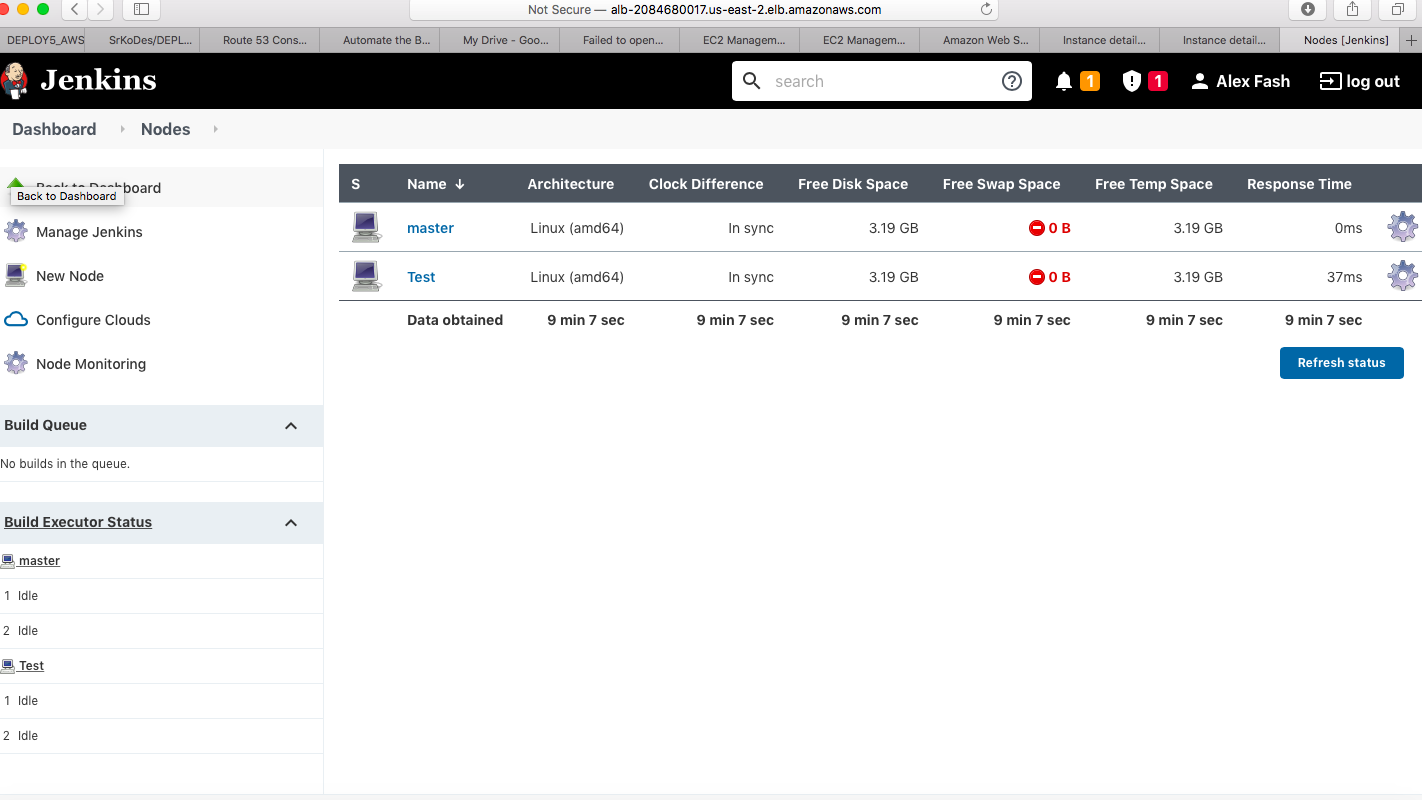 Not Secure — alb-2084680017.us-east-2.elb.amazonaws.com
DEPLOY5_AWS SrKoDes/DEPL... Route 53 Cons... Automate the B... My Drive - Goo... Failed to open... EC2 Managem... EC2 Managem... Amazon Web S... Instance detail... Instance detail... Nodes [Jenkins]
Jenkins search 1 1 Alex Fash log out
Dashboard Nodes
Back to Dashboard
Back to Dashboard
Manage Jenkins
New Node
Configure Clouds
Node Monitoring
Build Queue
No builds in the queue.
Build Executor Status
master
1 Idle
2 Idle
Test
1 Idle
2 Idle
S Name ↓ Architecture Clock Difference Free Disk Space Free Swap Space Free Temp Space Response Time
master Linux (amd64) In sync 3.19 GB 0 B 3.19 GB 0ms
Test Linux (amd64) In sync 3.19 GB 0 B 3.19 GB 37ms
Data obtained 9 min 7 sec 9 min 7 sec 9 min 7 sec 9 min 7 sec 9 min 7 sec 9 min 7 sec
Refresh status